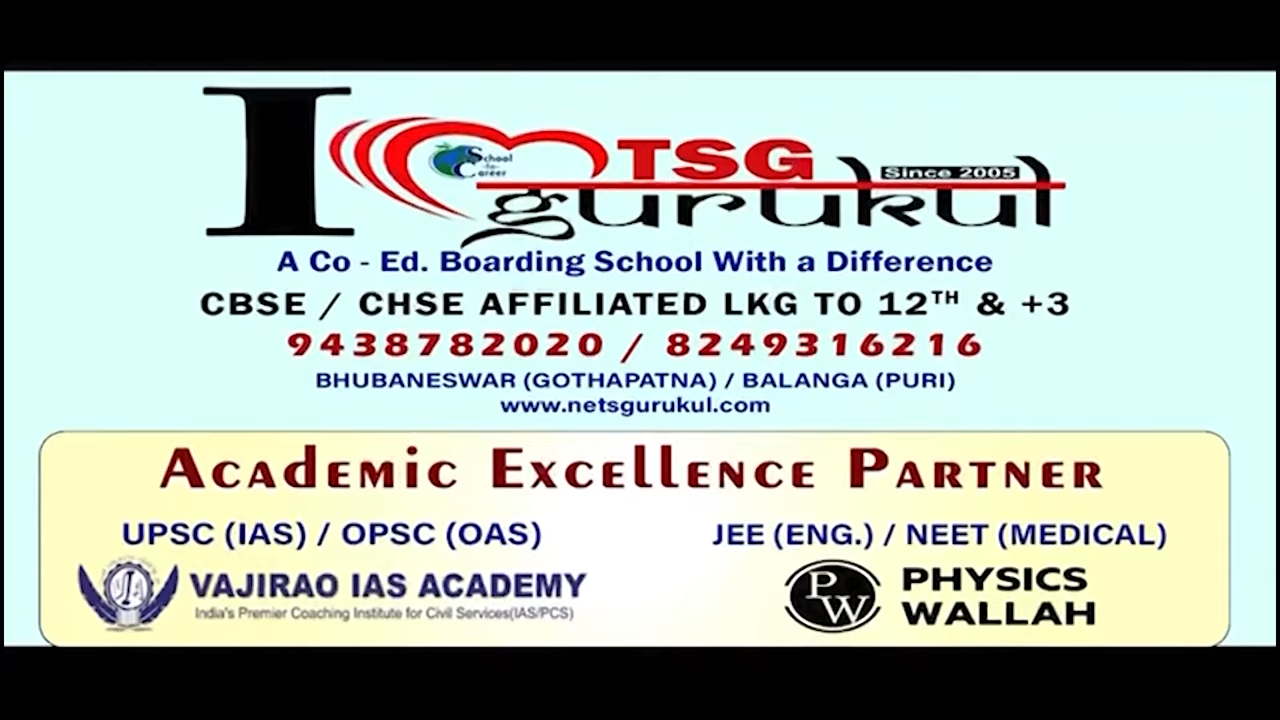 I TSG gurukul
Since 2005
School
to
Career
A Co - Ed. Boarding School With a Difference
CBSE / CHSE AFFILIATED LKG TO 12TH & +3
9438782020 / 8249316216
BHUBANESWAR (GOTHAPATNA) / BALANGA (PURI)
www.netsgurukul.com
Academic Excellence Partner
UPSC (IAS) / OPSC (OAS)
VAJIRAO IAS ACADEMY
India's Premier Coaching Institute for Civil Services(IAS/PCS)
JEE (ENG.) / NEET (MEDICAL)
PW
PHYSICS
WALLAH